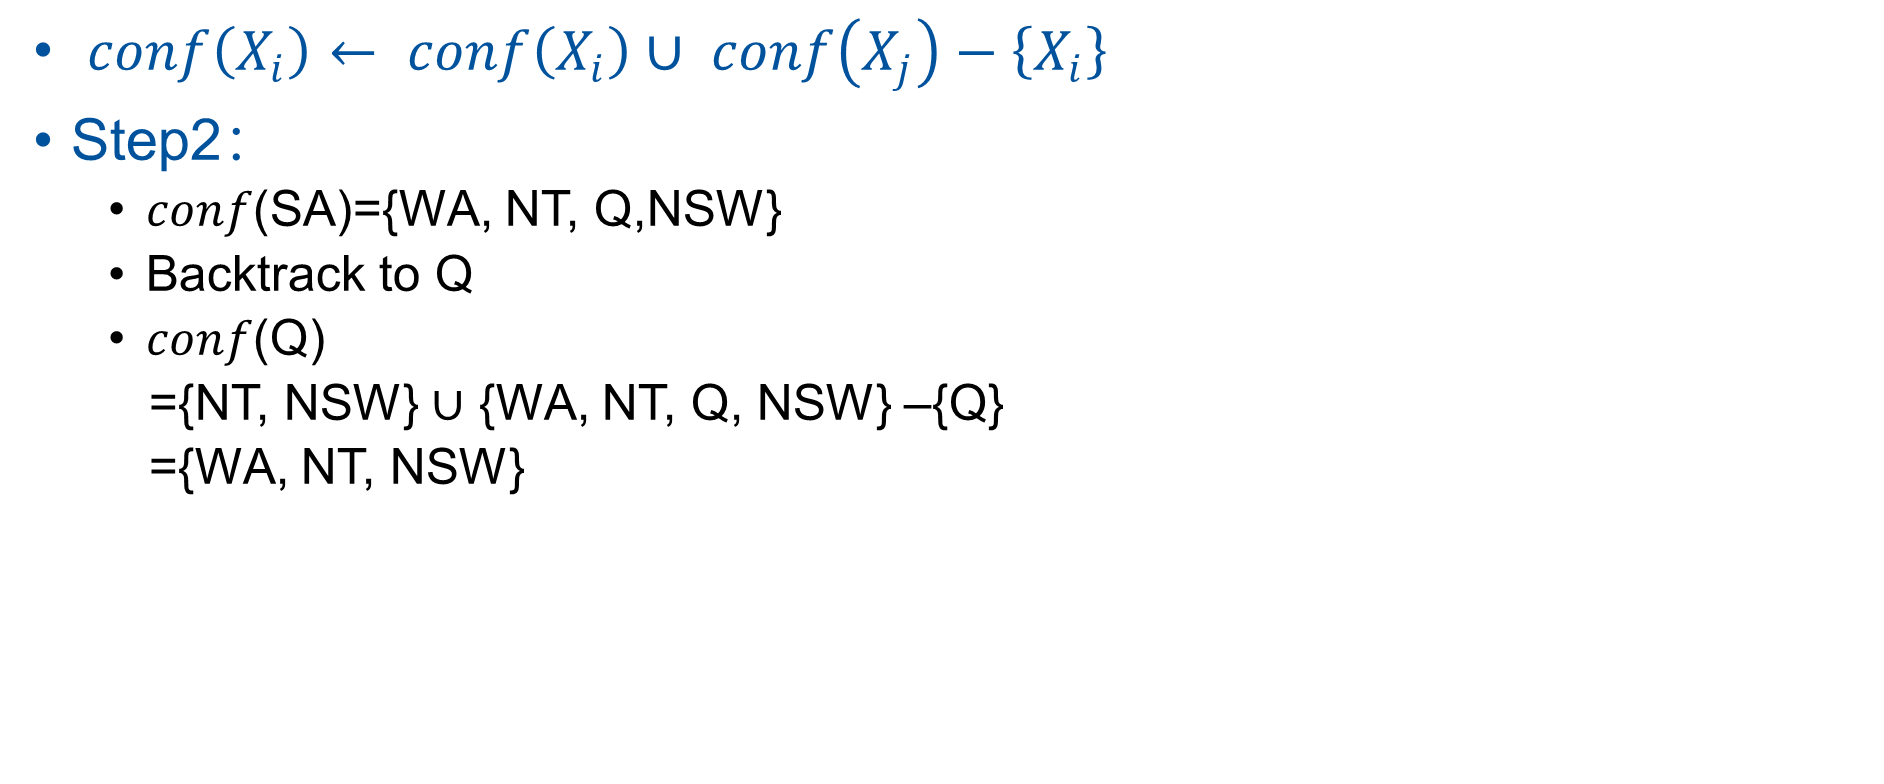 • conf(Xᵢ) ← conf(Xᵢ) ∪ conf(Xⱼ) − {Xᵢ}
• Step2：
• conf(SA)={WA, NT, Q,NSW}
• Backtrack to Q
• conf(Q)
={NT, NSW} ∪ {WA, NT, Q, NSW} –{Q}
={WA, NT, NSW}